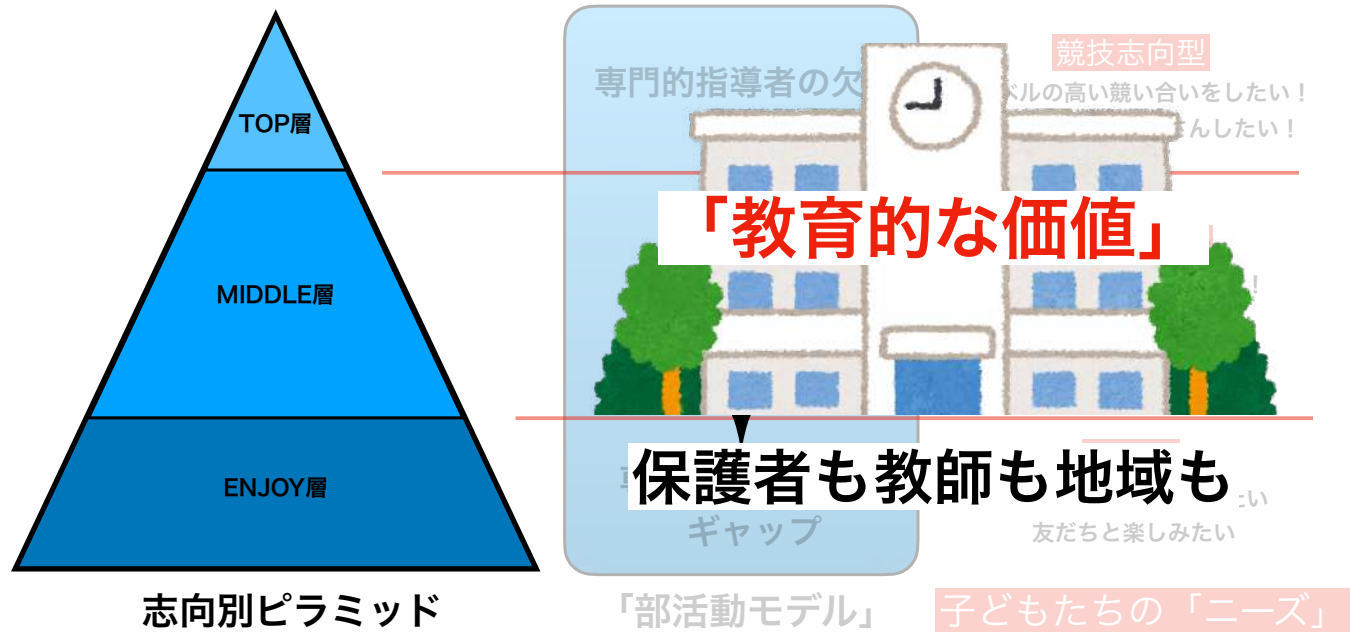 TOP層
MIDDLE層
ENJOY層
志向別ピラミッド
専門的指導者の欠
ギャップ
「部活動モデル」
競技志向型
ベルの高い競い合いをしたい！
さんしたい！
！
「教育的な価値」
保護者も教師も地域も
たい
友だちと楽しみたい
子どもたちの「ニーズ」